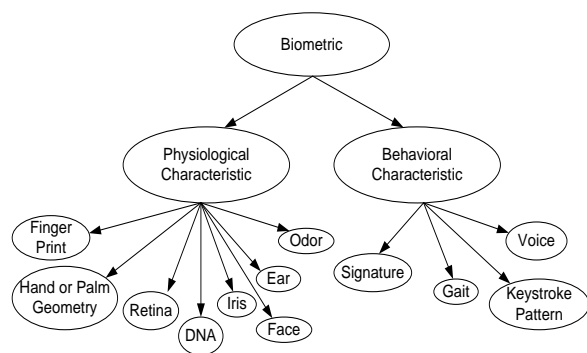 Biometric
Physiological
Characteristic
Behavioral
Characteristic
Finger
Print
Hand or Palm
Geometry
Retina
DNA
Iris
Face
Ear
Odor
Signature
Gait
Keystroke
Pattern
Voice